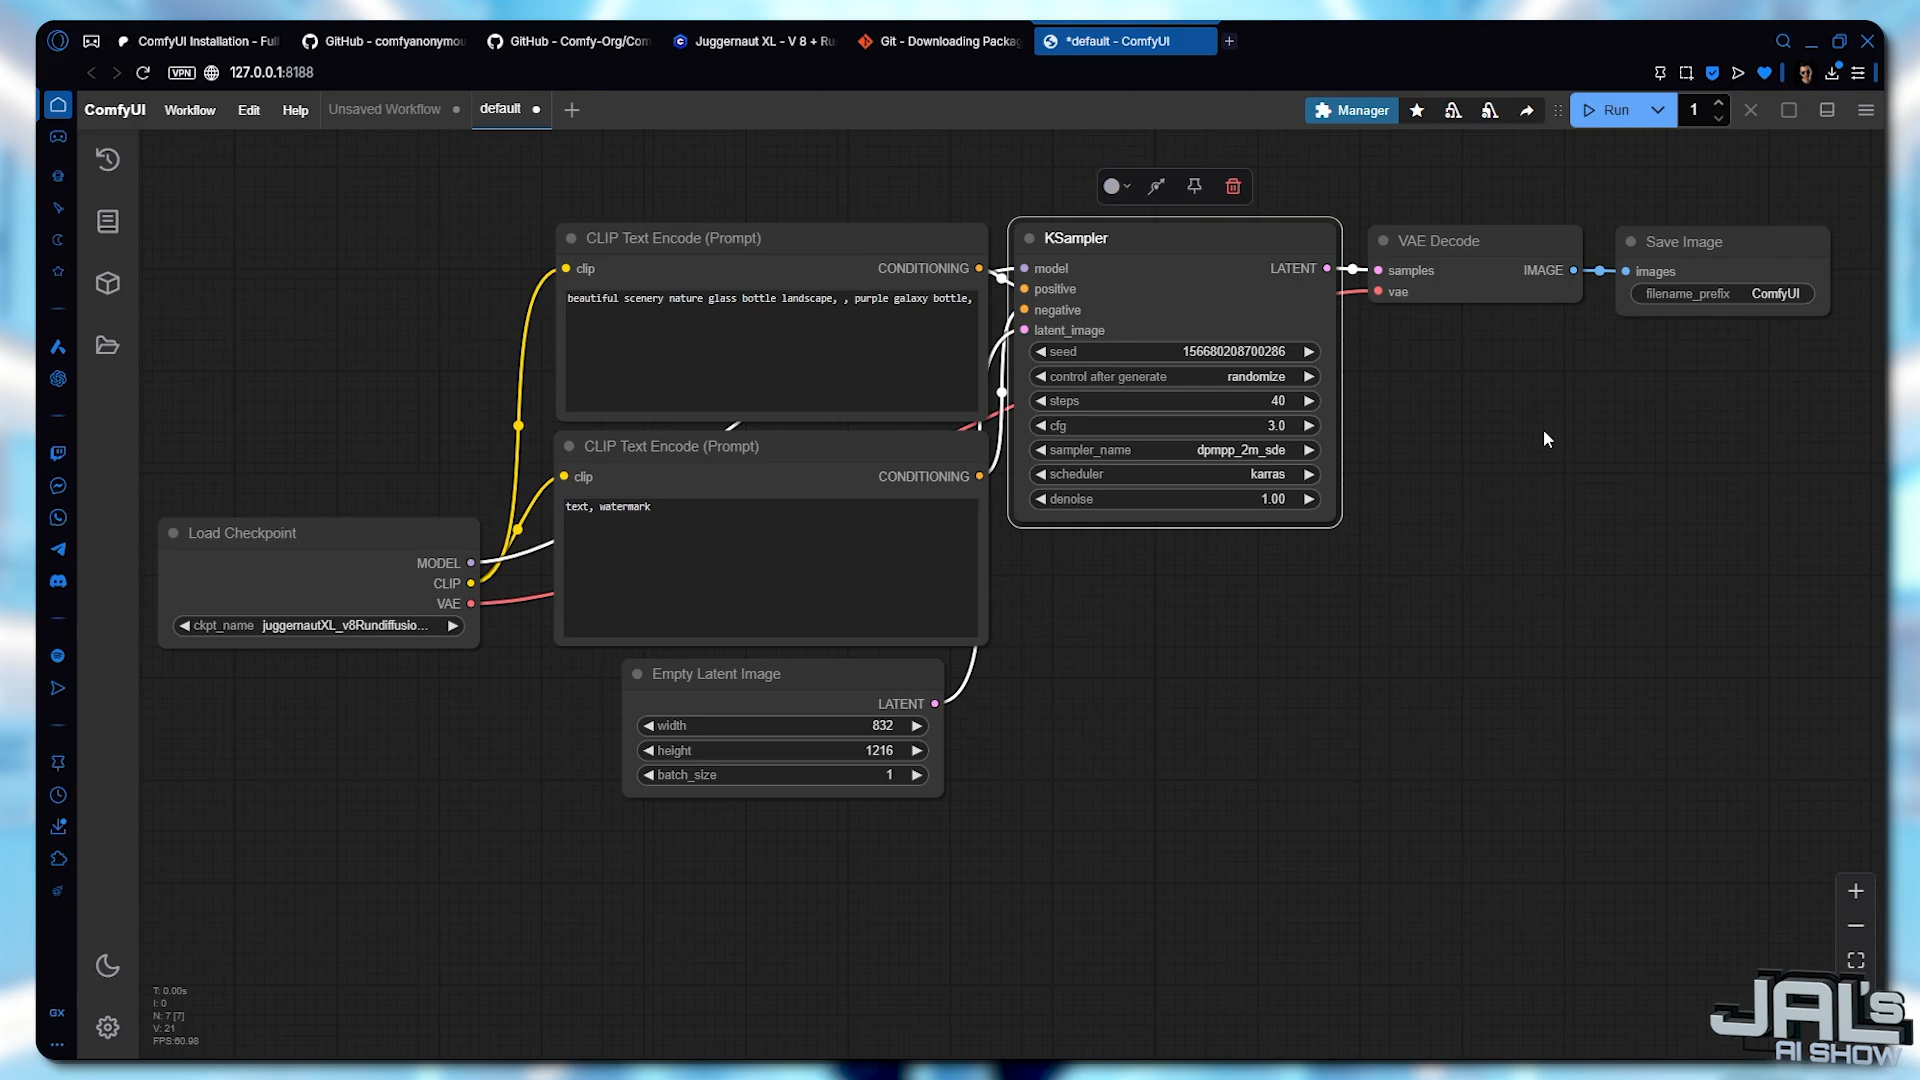 ComfyUI Installation - Ful
GitHub - comfyanonymou
GitHub - Comfy-Org/Com
Juggernaut XL - V 8 + Ru
Git - Downloading Packag
*default - ComfyUI
VPN
127.0.0.1:8188
ComfyUI
Workflow
Edit
Help
Unsaved Workflow
default
Manager
Run
1
CLIP Text Encode (Prompt)
clip
CONDITIONING
beautiful scenery nature glass bottle landscape, , purple galaxy bottle,
KSampler
model
LATENT
positive
negative
latent_image
seed
156680208700286
control after generate
randomize
steps
40
cfg
3.0
sampler_name
dpmpp_2m_sde
scheduler
karras
denoise
1.00
VAE Decode
samples
IMAGE
vae
Save Image
images
filename_prefix
ComfyUI
CLIP Text Encode (Prompt)
clip
CONDITIONING
text, watermark
Load Checkpoint
MODEL
CLIP
VAE
ckpt_name
juggernautXL_v8Rundiffusio...
Empty Latent Image
LATENT
width
832
height
1216
batch_size
1
T: 0.00s
I: 0
N: 7 [7]
V: 21
FPS:60.98
GX
JAL's
AI SHOW